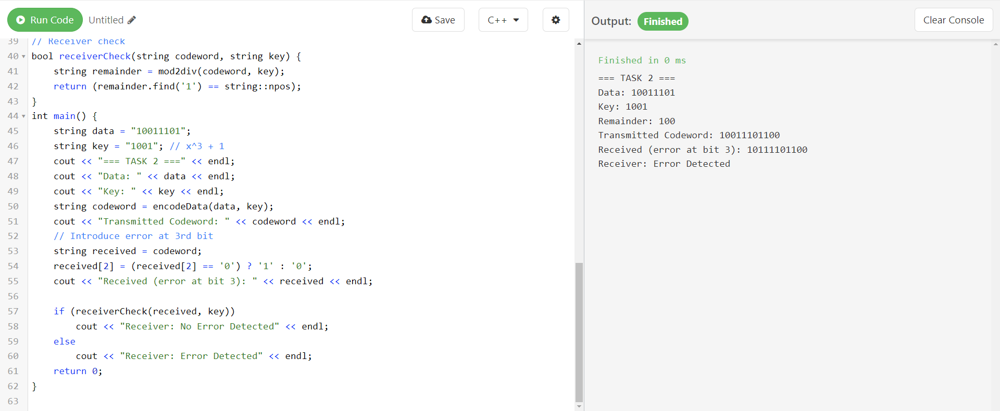 Run Code Untitled Save C++ Output: Finished Clear Console
39 // Receiver check
40 bool receiverCheck(string codeword, string key) {
41     string remainder = mod2div(codeword, key);
42     return (remainder.find('1') == string::npos);
43 }
44 int main() {
45     string data = "10011101";
46     string key = "1001"; // x^3 + 1
47     cout << "=== TASK 2 ===" << endl;
48     cout << "Data: " << data << endl;
49     cout << "Key: " << key << endl;
50     string codeword = encodeData(data, key);
51     cout << "Transmitted Codeword: " << codeword << endl;
52     // Introduce error at 3rd bit
53     string received = codeword;
54     received[2] = (received[2] == '0') ? '1' : '0';
55     cout << "Received (error at bit 3): " << received << endl;
56
57     if (receiverCheck(received, key))
58         cout << "Receiver: No Error Detected" << endl;
59     else
60         cout << "Receiver: Error Detected" << endl;
61     return 0;
62 }
63
Finished in 0 ms
=== TASK 2 ===
Data: 10011101
Key: 1001
Remainder: 100
Transmitted Codeword: 10011101100
Received (error at bit 3): 10111101100
Receiver: Error Detected